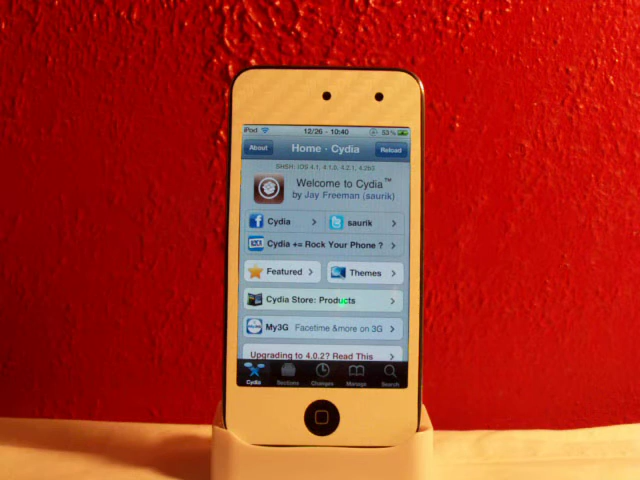 iPod 12/26 - 10:40 53%
About Home - Cydia Reload
SHSH: iOS 4.1, 4.1.0, 4.2.1, 4.2b3
Welcome to Cydia™
by Jay Freeman (saurik)
Cydia saurik
Cydia += Rock Your Phone ?
Featured Themes
Cydia Store: Products
My3G Facetime &more on 3G
Upgrading to 4.0.2? Read This
Cydia Sections Changes Manage Search